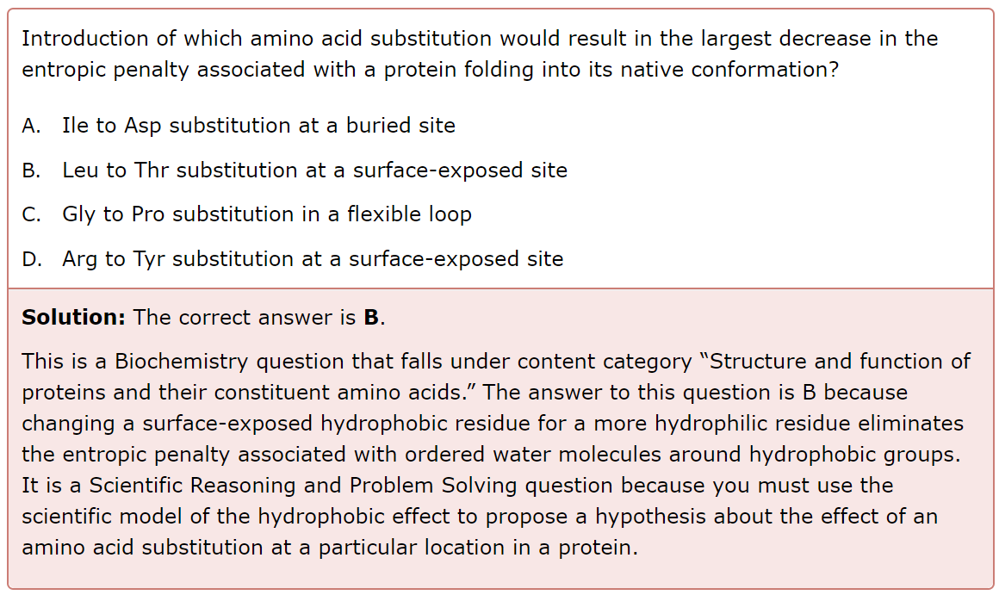 Introduction of which amino acid substitution would result in the largest decrease in the
entropic penalty associated with a protein folding into its native conformation?
A. Ile to Asp substitution at a buried site
B. Leu to Thr substitution at a surface-exposed site
C. Gly to Pro substitution in a flexible loop
D. Arg to Tyr substitution at a surface-exposed site
Solution: The correct answer is B.
This is a Biochemistry question that falls under content category “Structure and function of
proteins and their constituent amino acids.” The answer to this question is B because
changing a surface-exposed hydrophobic residue for a more hydrophilic residue eliminates
the entropic penalty associated with ordered water molecules around hydrophobic groups.
It is a Scientific Reasoning and Problem Solving question because you must use the
scientific model of the hydrophobic effect to propose a hypothesis about the effect of an
amino acid substitution at a particular location in a protein.